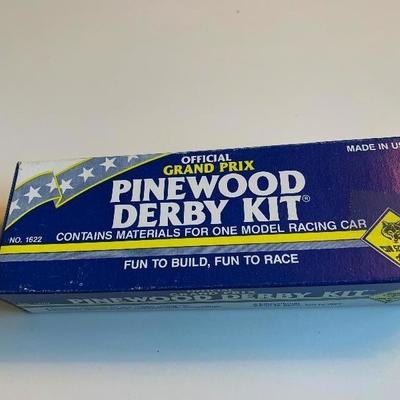 OFFICIAL
GRAND PRIX
MADE IN
PINEWOOD
DERBY KIT®
NO. 1622
CONTAINS MATERIALS FOR ONE MODEL RACING CAR
FUN TO BUILD, FUN TO RACE
PINEWOOD DERBY KIT